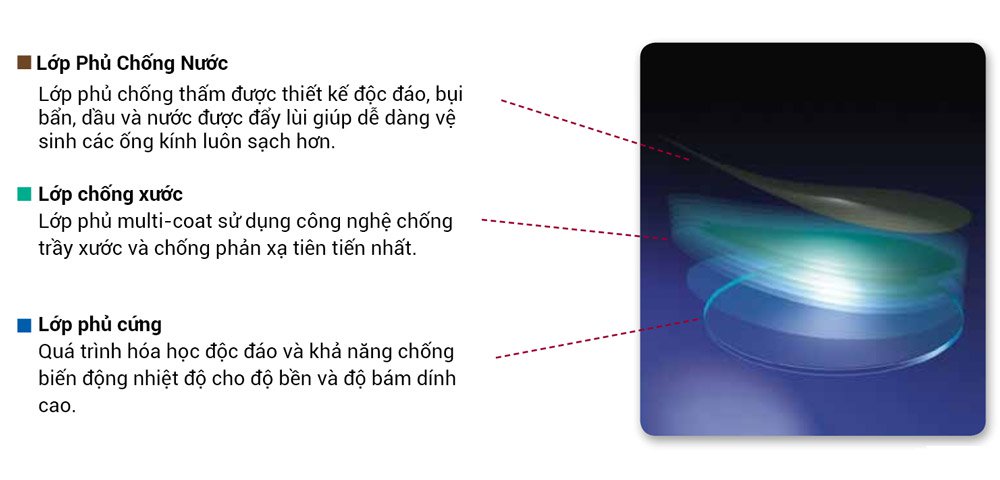 Lớp Phủ Chống Nước
Lớp phủ chống thấm được thiết kế độc đáo, bụi
bẩn, dầu và nước được đẩy lùi giúp dễ dàng vệ
sinh các ống kính luôn sạch hơn.
Lớp chống xước
Lớp phủ multi-coat sử dụng công nghệ chống
trầy xước và chống phản xạ tiên tiến nhất.
Lớp phủ cứng
Quá trình hóa học độc đáo và khả năng chống
biến động nhiệt độ cho độ bền và độ bám dính
cao.